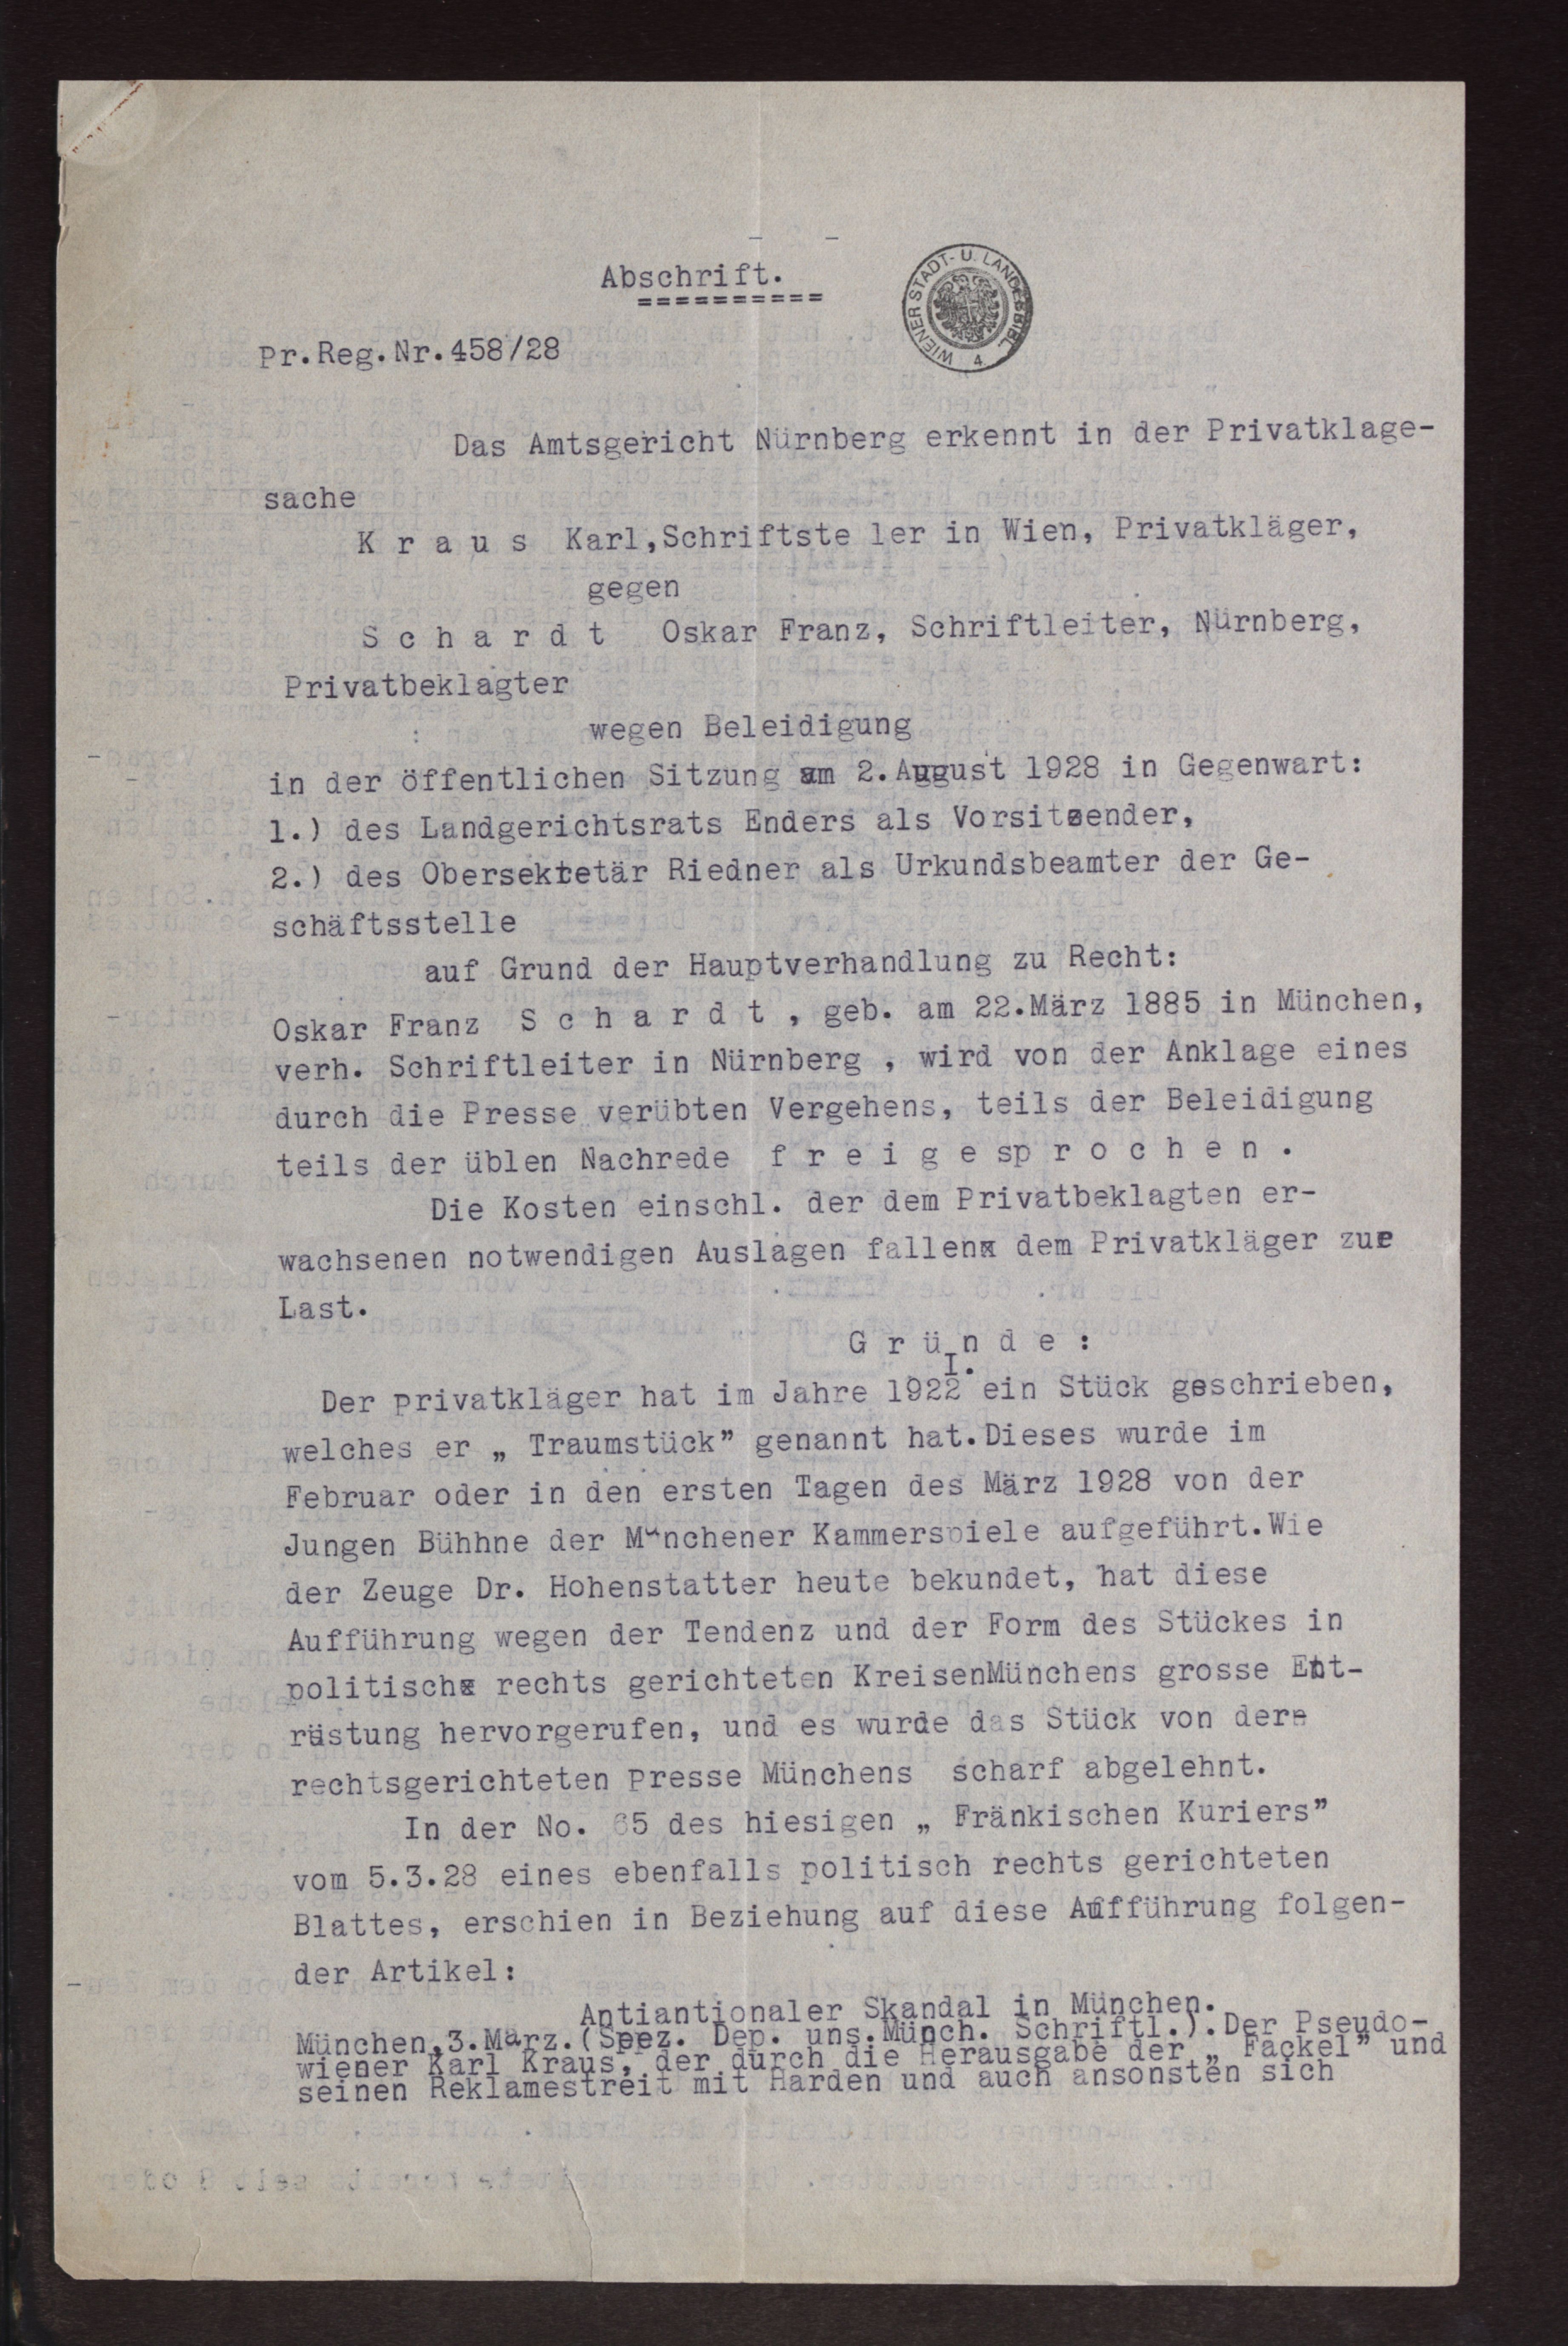 Abschrift.
==========
WIENER STADT- U. LANDESBIBL. 4
Pr.Reg.Nr.458/28
Das Amtsgericht Nürnberg erkennt in der Privatklage-
sache
K r a u s Karl,Schriftste ler in Wien, Privatkläger,
gegen
S c h a r d t Oskar Franz, Schriftleiter, Nürnberg,
Privatbeklagter
wegen Beleidigung
in der öffentlichen Sitzung am 2.August 1928 in Gegenwart:
1.) des Landgerichtsrats Enders als Vorsitzender,
2.) des Obersekretär Riedner als Urkundsbeamter der Ge-
schäftsstelle
auf Grund der Hauptverhandlung zu Recht:
Oskar Franz S c h a r d t , geb. am 22.März 1885 in München,
verh. Schriftleiter in Nürnberg , wird von der Anklage eines
durch die Presse verübten Vergehens, teils der Beleidigung
teils der üblen Nachrede f r e i g e sp r o c h e n .
Die Kosten einschl. der dem Privatbeklagten er-
wachsenen notwendigen Auslagen fallenx dem Privatkläger zur
Last.
G r ü n d e :
I.
Der Privatkläger hat im Jahre 1922 ein Stück geschrieben,
welches er „ Traumstück” genannt hat.Dieses wurde im
Februar oder in den ersten Tagen des März 1928 von der
Jungen Bühhne der Münchener Kammerspiele aufgeführt.Wie
der Zeuge Dr. Hohenstatter heute bekundet, hat diese
Aufführung wegen der Tendenz und der Form des Stückes in
politischx rechts gerichteten KreisenMünchens grosse Ent-
rüstung hervorgerufen, und es wurde das Stück von der
rechtsgerichteten Presse Münchens scharf abgelehnt.
In der No. 65 des hiesigen „ Fränkischen Kuriers”
vom 5.3.28 eines ebenfalls politisch rechts gerichteten
Blattes, erschien in Beziehung auf diese Aufführung folgen-
der Artikel:
Antiantionaler Skandal in München.
München,3.März.(Spez. Dep. uns.Münch. Schriftl.).Der Pseudo-
wiener Karl Kraus, der durch die Herausgabe der „ Fackel” und
seinen Reklamestreit mit Harden und auch ansonsten sich